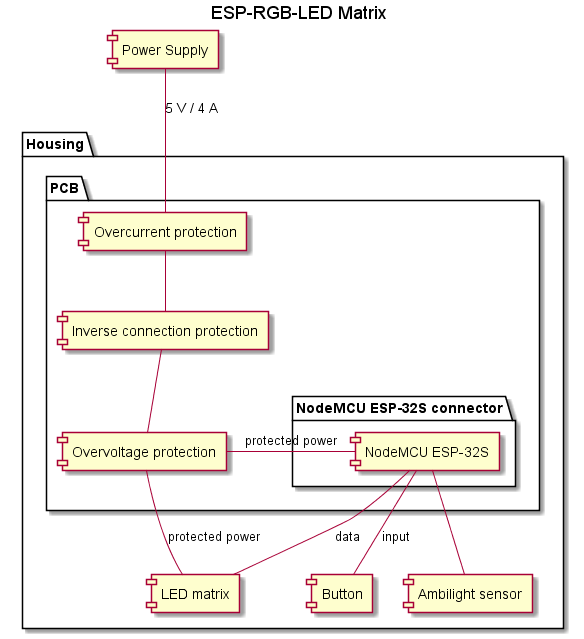 ESP-RGB-LED Matrix
Power Supply
5 V / 4 A
Housing
PCB
Overcurrent protection
Inverse connection protection
NodeMCU ESP-32S connector
Overvoltage protection
protected power
NodeMCU ESP-32S
protected power
data
input
LED matrix
Button
Ambilight sensor